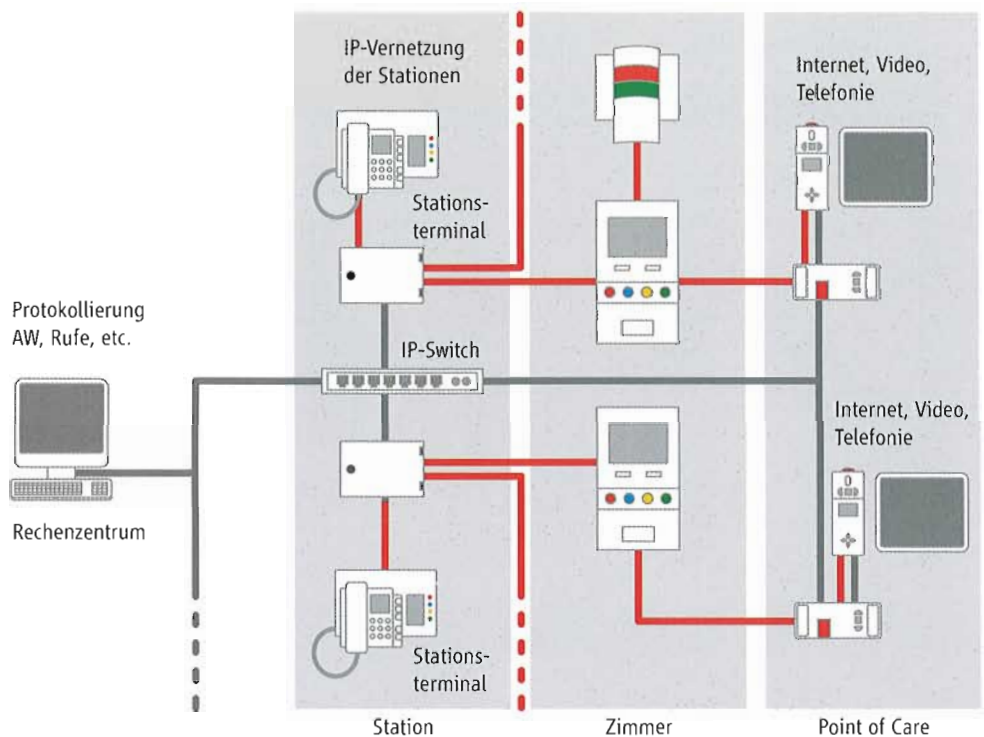 IP-Vernetzung
der Stationen
Stations-
terminal
Internet, Video,
Telefonie
Protokollierung
AW, Rufe, etc.
IP-Switch
Internet, Video,
Telefonie
Rechenzentrum
Stations-
terminal
Station
Zimmer
Point of Care